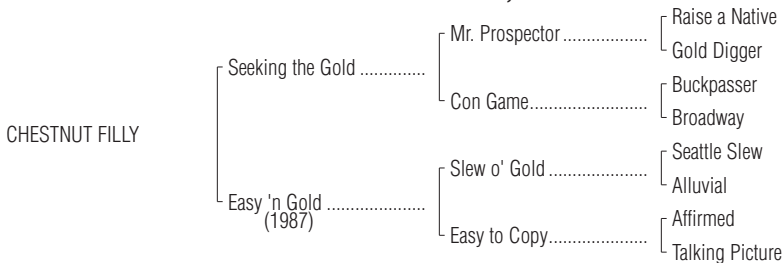 Raise a Native
Mr. Prospector..................
Gold Digger
Seeking the Gold ..............
Buckpasser
Con Game.........................
Broadway
CHESTNUT FILLY
Seattle Slew
Slew o' Gold .....................
Alluvial
Easy 'n Gold .....................
(1987)
Affirmed
Easy to Copy.....................
Talking Picture